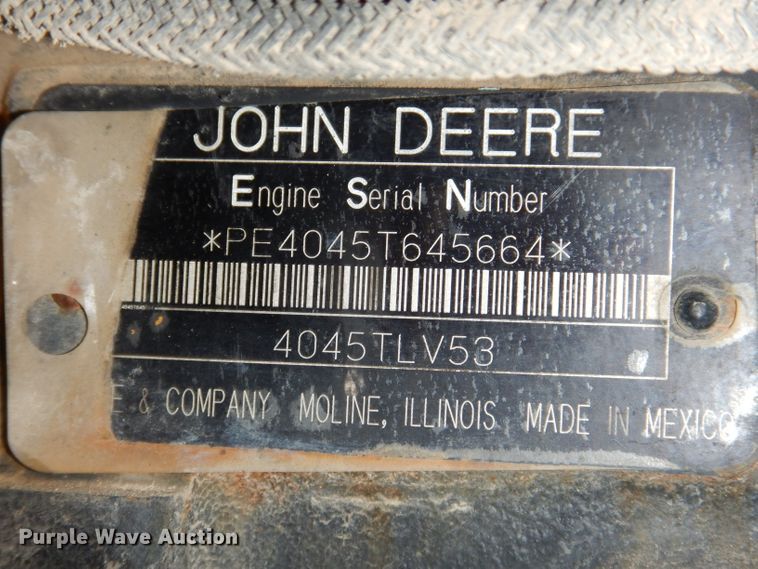 JOHN DEERE
Engine Serial Number
*PE4045T645664*
4045TLV53
& COMPANY MOLINE, ILLINOIS MADE IN MEXICO
Purple Wave Auction